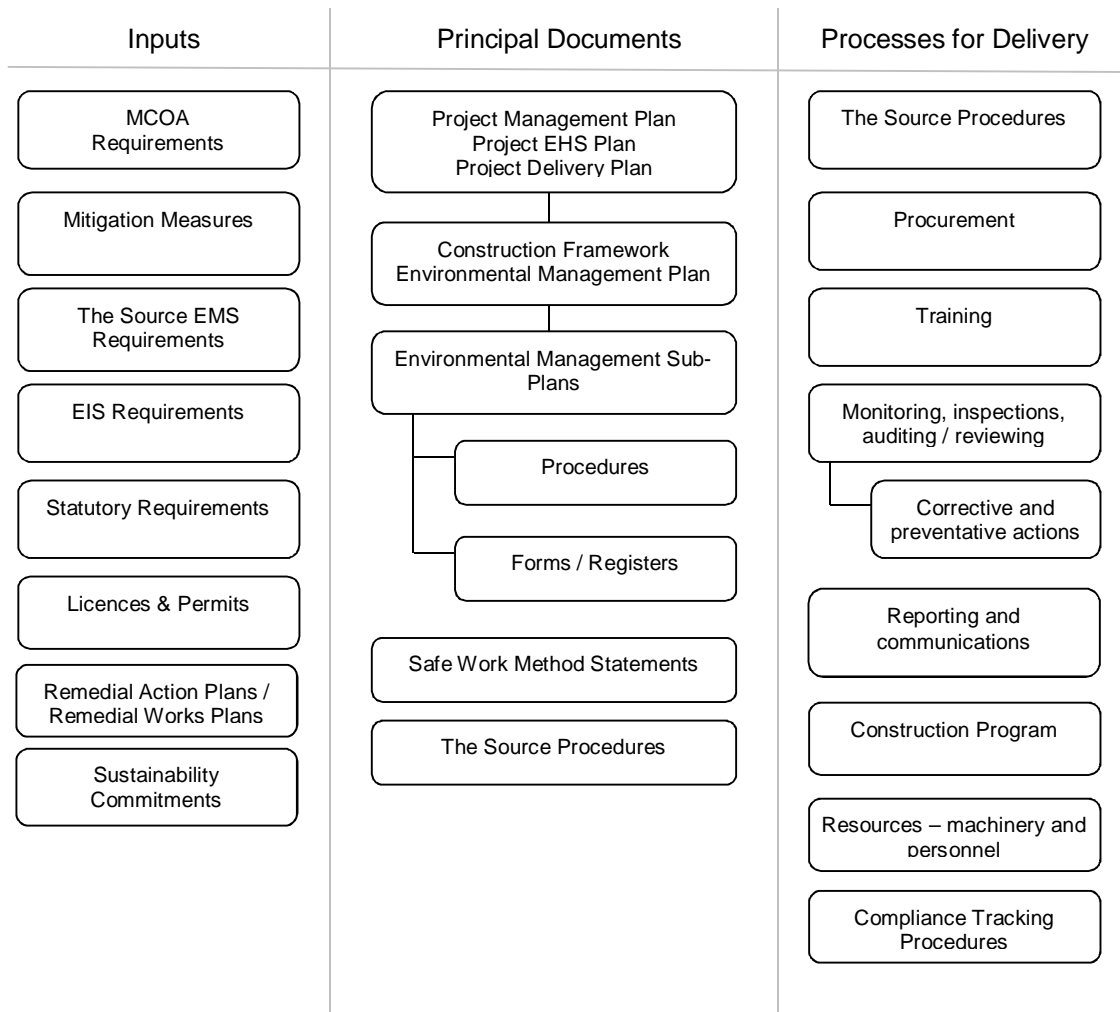 Inputs
Principal Documents
Processes for Delivery
MCOA
Requirements
Mitigation Measures
The Source EMS
Requirements
EIS Requirements
Statutory Requirements
Licences & Permits
Remedial Action Plans /
Remedial Works Plans
Sustainability
Commitments
Project Management Plan
Project EHS Plan
Project Delivery Plan
Construction Framework
Environmental Management Plan
Environmental Management Sub-
Plans
Procedures
Forms / Registers
Safe Work Method Statements
The Source Procedures
The Source Procedures
Procurement
Training
Monitoring, inspections,
auditing / reviewing
Corrective and
preventative actions
Reporting and
communications
Construction Program
Resources – machinery and
personnel
Compliance Tracking
Procedures